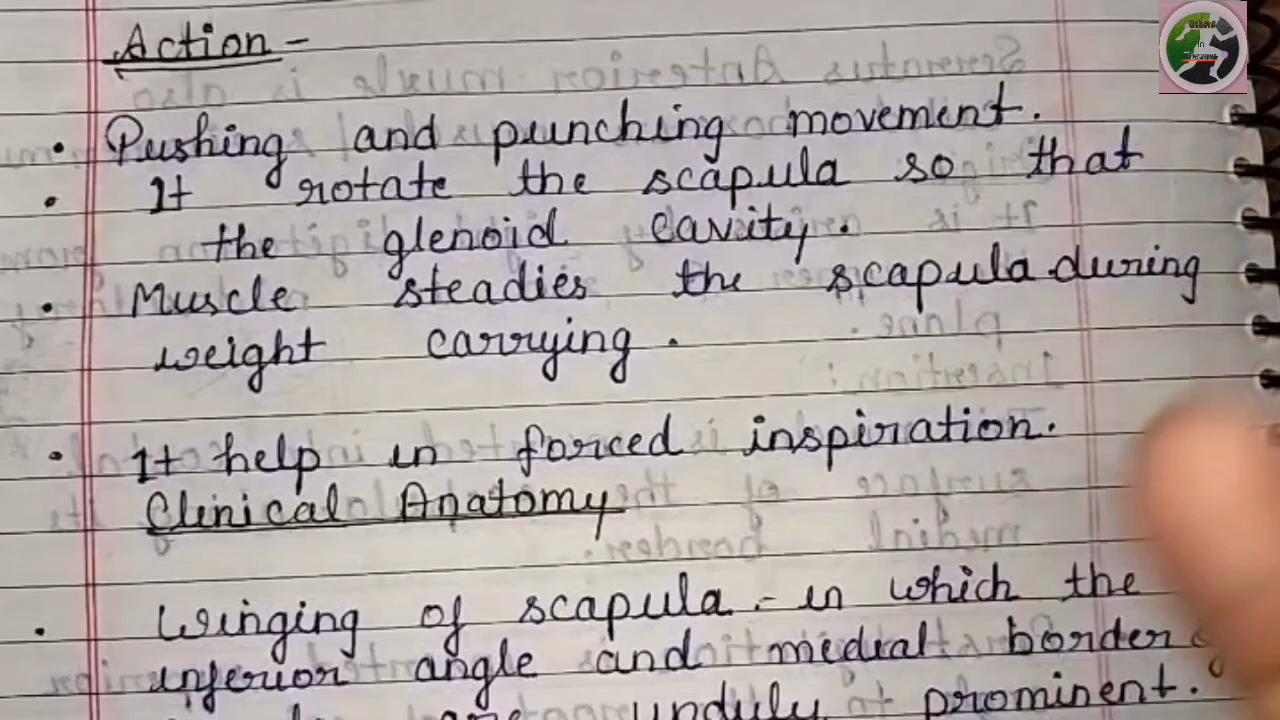 Action -
• Pushing and punching movement.
• It rotate the scapula so that
the glenoid cavity.
• Muscle steadies the scapula during
weight carrying.
• It help in forced inspiration.
Clinical Anatomy
• Winging of scapula - in which the
inferior angle and medial border
are unduly prominent.